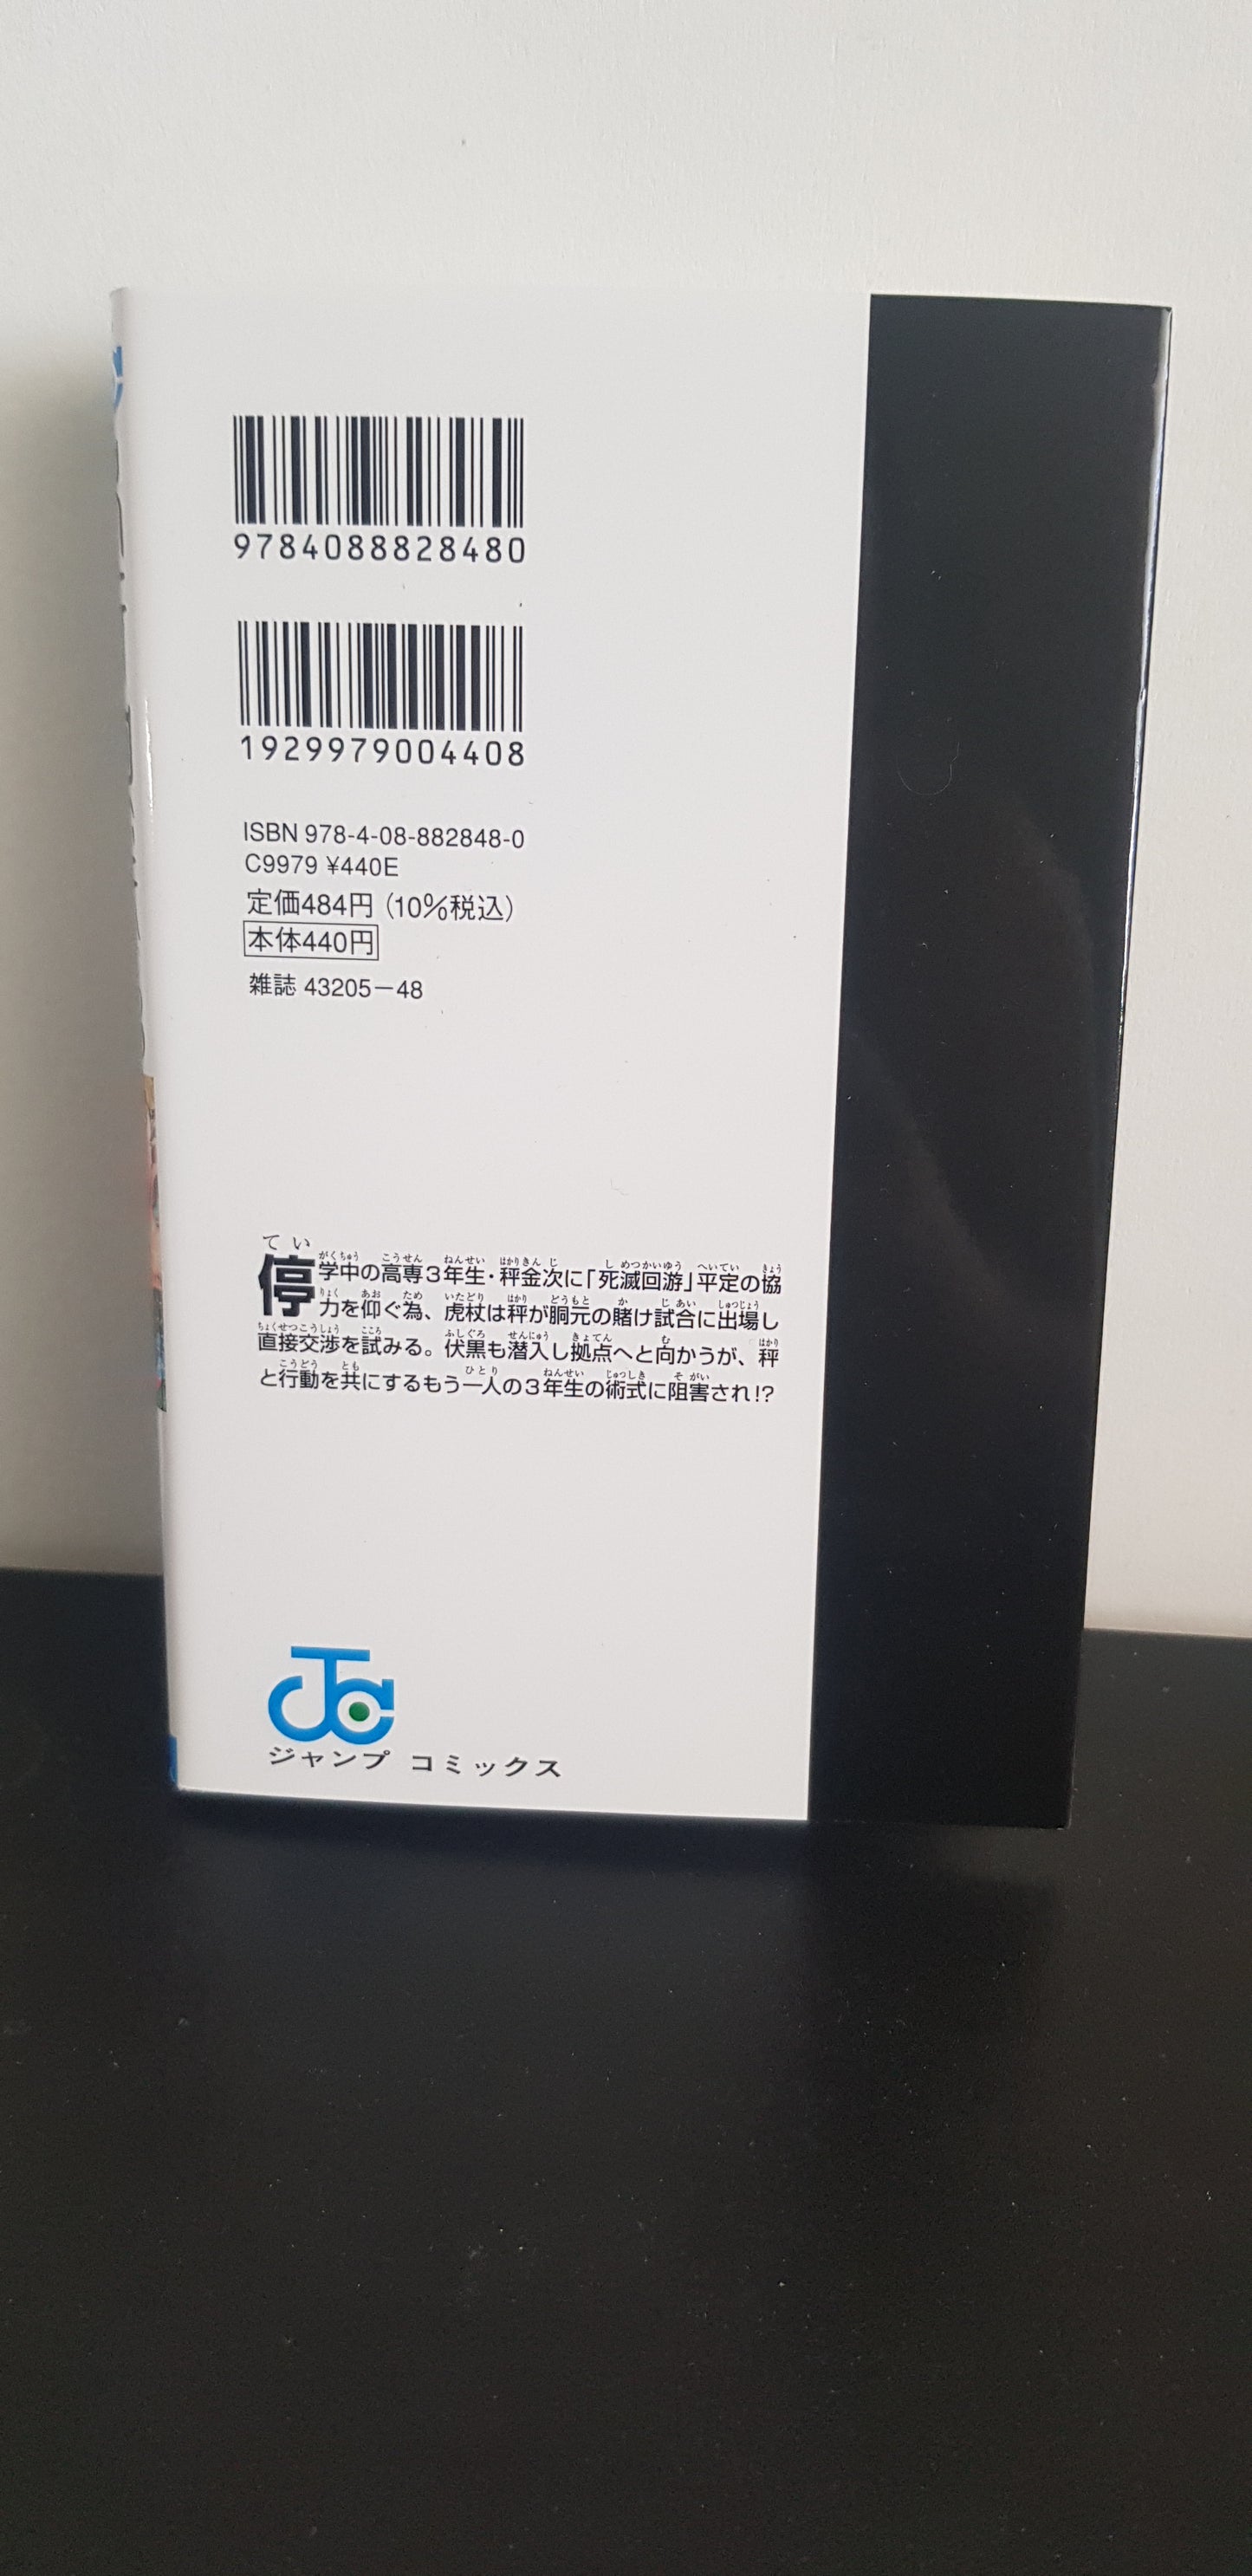 9784088828480
1929979004408
ISBN 978-4-08-882848-0
C9979 ¥440E
定価484円(10%税込)
本体440円
雑誌 43205-48
停学中の高専3年生・秤金次に「死滅回游」平定の協
力を仰ぐ為、虎杖は秤が胴元の賭け試合に出場し
直接交渉を試みる。伏黒も潜入し拠点へと向かうが、秤
と行動を共にするもう一人の3年生の術式に阻害され!?
JC
ジャンプ コミックス